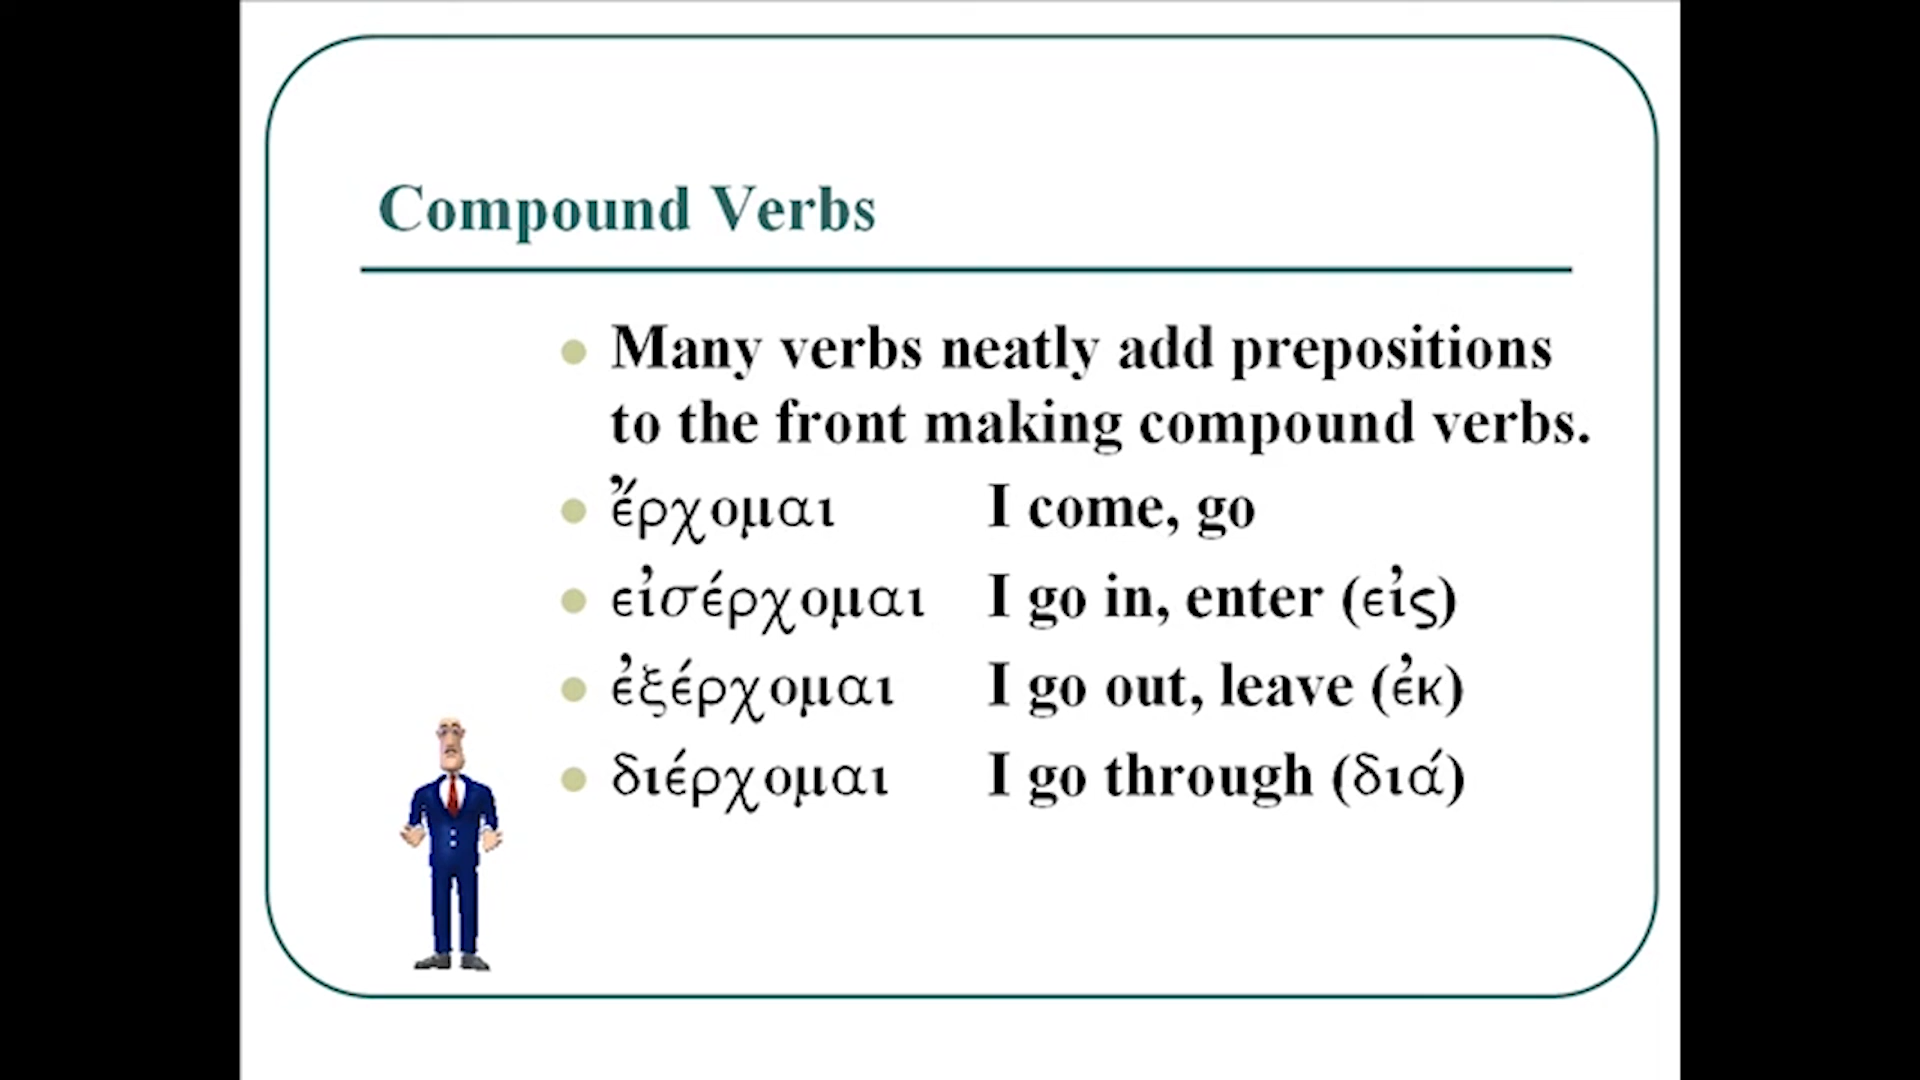 Compound Verbs
Many verbs neatly add prepositions
to the front making compound verbs.
ἔρχομαι I come, go
εἰσέρχομαι I go in, enter (εἰς)
ἐξέρχομαι I go out, leave (ἐκ)
διέρχομαι I go through (διά)